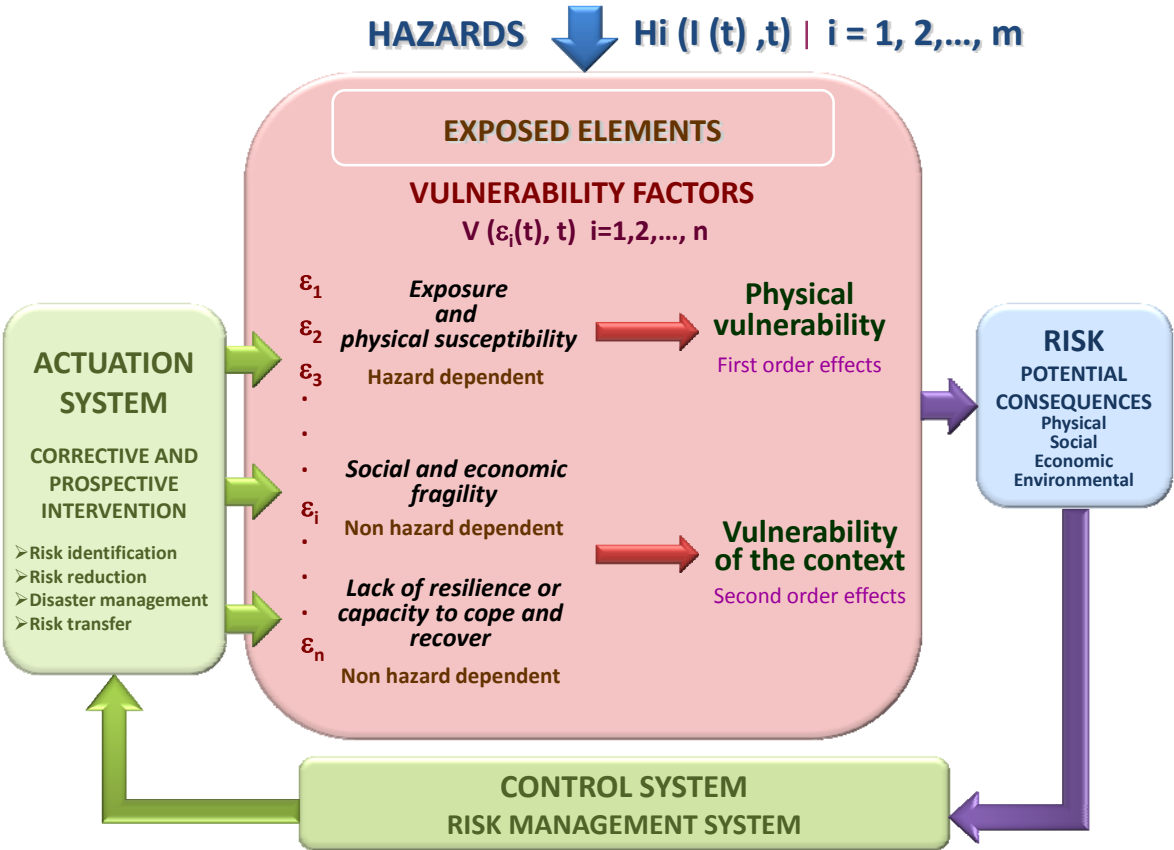 HAZARDS Hi (I (t) ,t) | i = 1, 2,…, m
EXPOSED ELEMENTS
VULNERABILITY FACTORS
V (εi(t), t) i=1,2,…, n
ε1
ε2
ε3
.
.
.
εi
.
.
.
εn
Exposure
and
physical susceptibility
Hazard dependent
Social and economic
fragility
Non hazard dependent
Lack of resilience or
capacity to cope and
recover
Non hazard dependent
Physical
vulnerability
First order effects
Vulnerability
of the context
Second order effects
ACTUATION
SYSTEM
CORRECTIVE AND
PROSPECTIVE
INTERVENTION
➢Risk identification
➢Risk reduction
➢Disaster management
➢Risk transfer
RISK
POTENTIAL
CONSEQUENCES
Physical
Social
Economic
Environmental
CONTROL SYSTEM
RISK MANAGEMENT SYSTEM